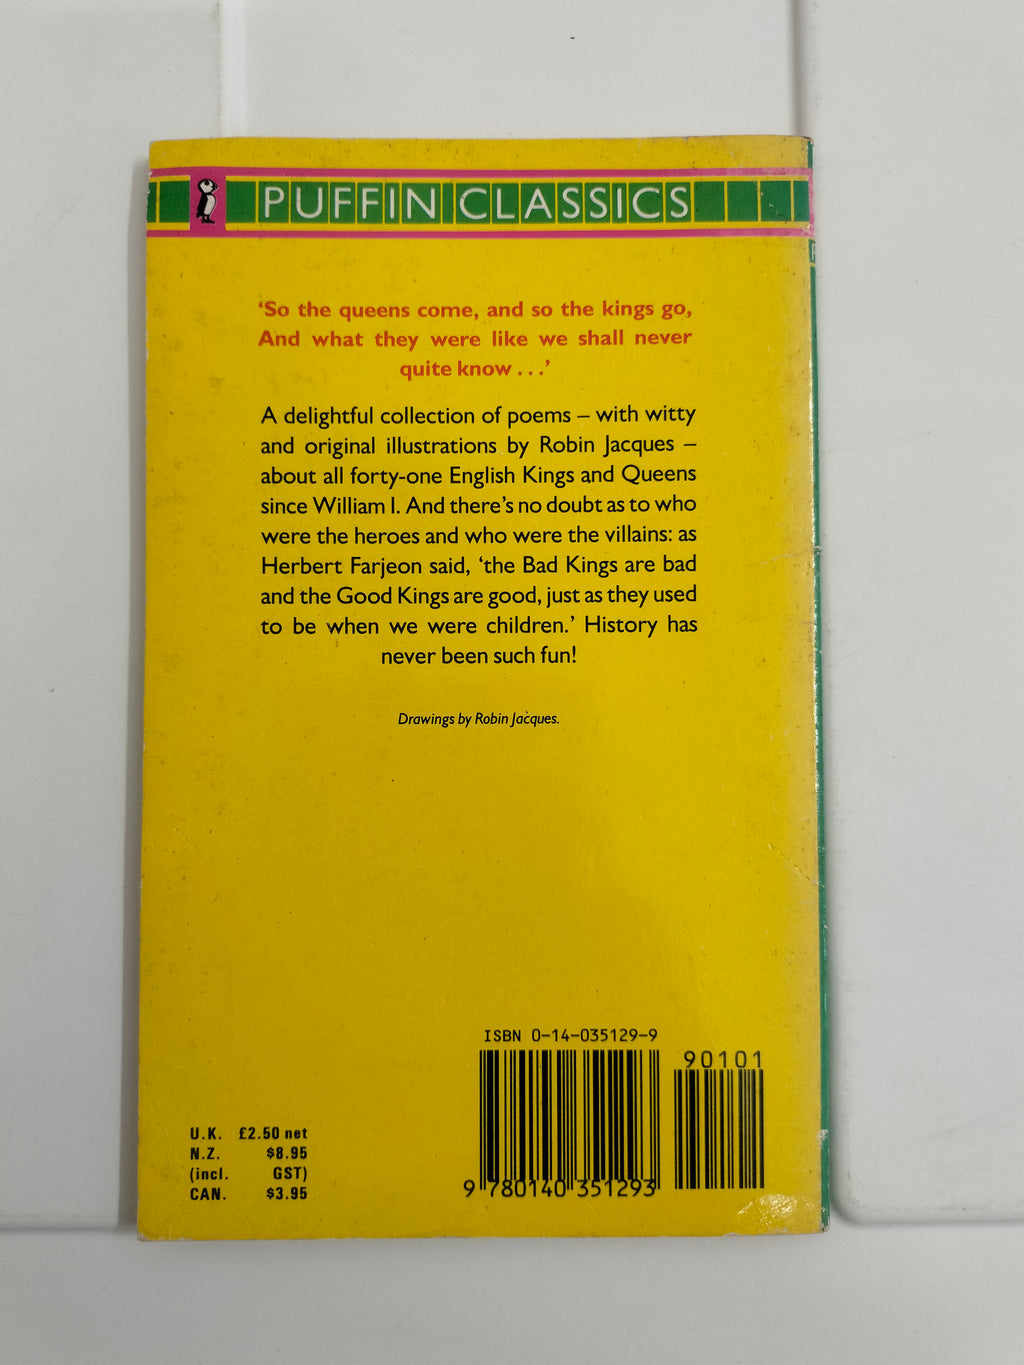 PUFFIN CLASSICS
‘So the queens come, and so the kings go,
And what they were like we shall never
quite know . . .’
A delightful collection of poems – with witty
and original illustrations by Robin Jacques –
about all forty-one English Kings and Queens
since William I. And there’s no doubt as to who
were the heroes and who were the villains: as
Herbert Farjeon said, ‘the Bad Kings are bad
and the Good Kings are good, just as they used
to be when we were children.’ History has
never been such fun!
Drawings by Robin Jacques.
ISBN 0-14-035129-9
90101
9 780140 351293
U.K. £2.50 net
N.Z. $8.95
(incl. GST)
CAN. $3.95